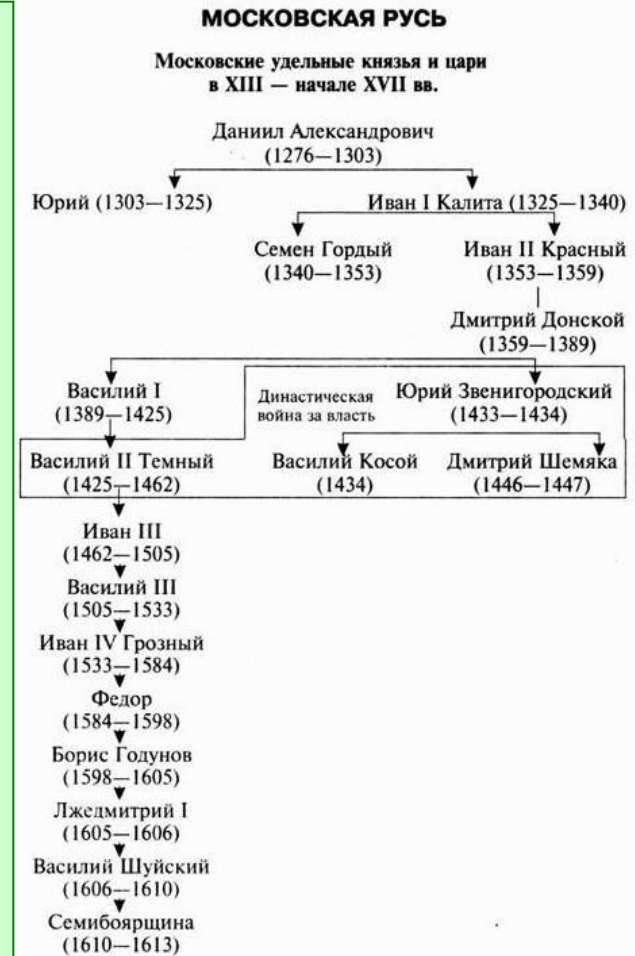 МОСКОВСКАЯ РУСЬ
Московские удельные князья и цари
в XIII — начале XVII вв.
Даниил Александрович
(1276—1303)
Юрий (1303—1325)
Иван I Калита (1325—1340)
Семен Гордый
(1340—1353)
Иван II Красный
(1353—1359)
Дмитрий Донской
(1359—1389)
Василий I
(1389—1425)
Династическая
война за власть
Юрий Звенигородский
(1433—1434)
Василий II Темный
(1425—1462)
Василий Косой
(1434)
Дмитрий Шемяка
(1446—1447)
Иван III
(1462—1505)
Василий III
(1505—1533)
Иван IV Грозный
(1533—1584)
Федор
(1584—1598)
Борис Годунов
(1598—1605)
Лжедмитрий I
(1605—1606)
Василий Шуйский
(1606—1610)
Семибоярщина
(1610—1613)